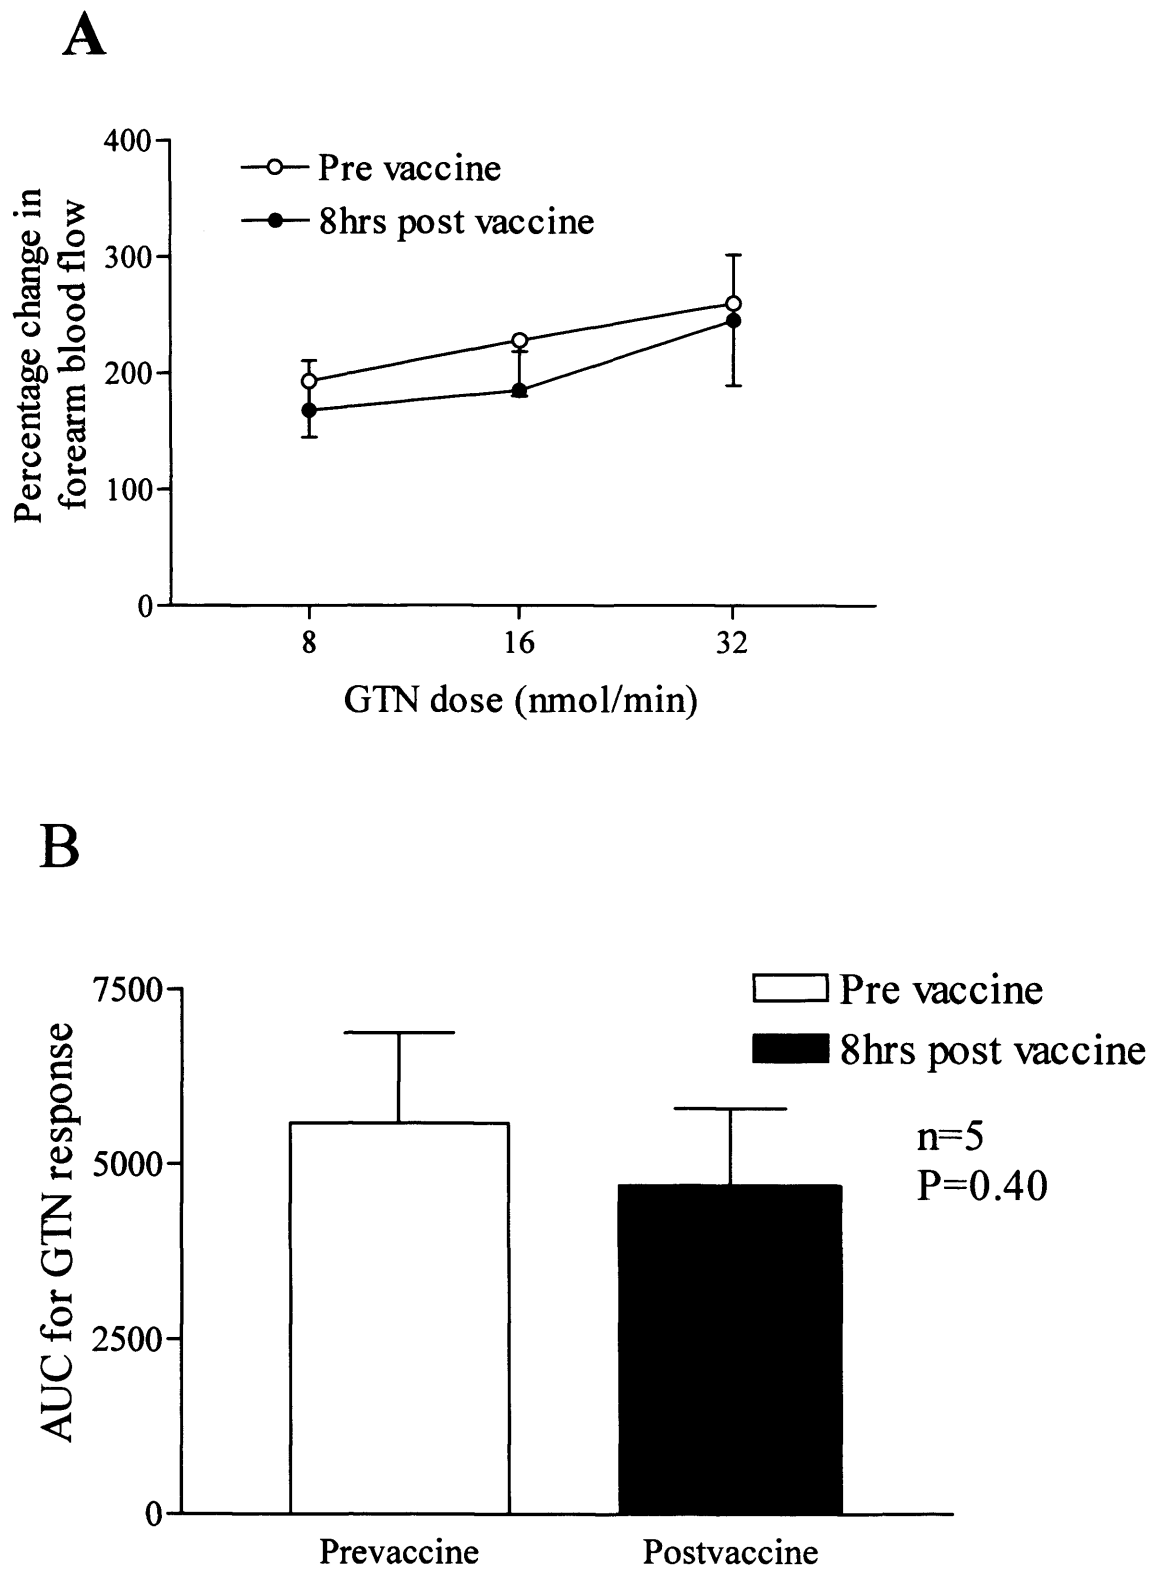 A
400
300
200
100
0
Percentage change in
forearm blood flow
Pre vaccine
8hrs post vaccine
8 16 32
GTN dose (nmol/min)
B
7500
5000
2500
0
AUC for GTN response
Pre vaccine
8hrs post vaccine
n=5
P=0.40
Prevaccine Postvaccine